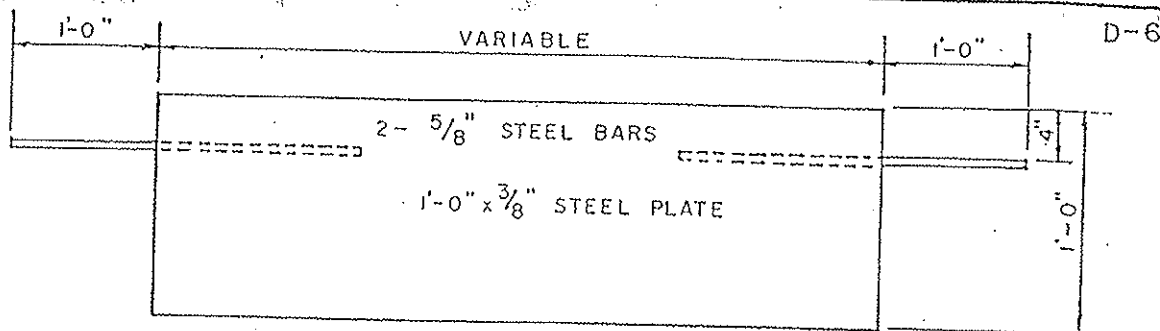 D-6
1'-0"
VARIABLE
1'-0"
2- 5/8" STEEL BARS
4"
1'-0" x 3/8" STEEL PLATE
1'-0"